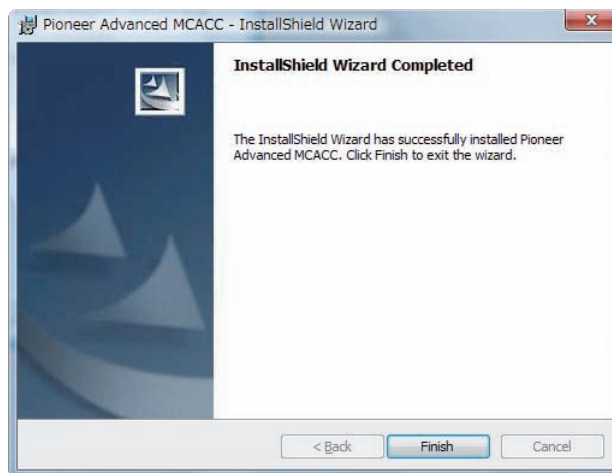 Pioneer Advanced MCACC - InstallShield Wizard
InstallShield Wizard Completed
The InstallShield Wizard has successfully installed Pioneer
Advanced MCACC. Click Finish to exit the wizard.
< Back
Finish
Cancel